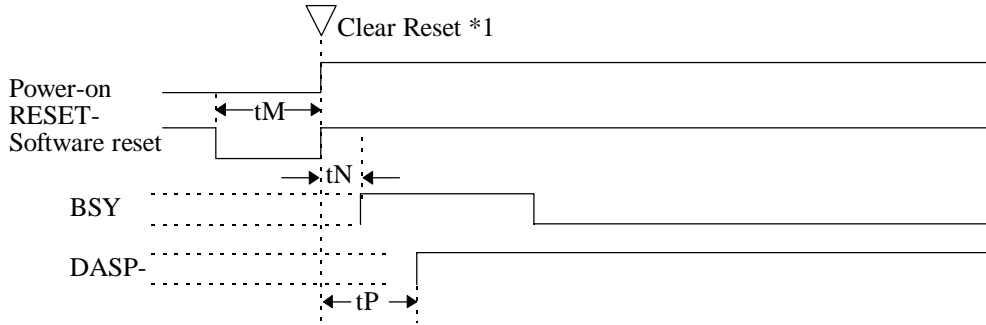 Clear Reset *1
Power-on
RESET-
Software reset
tM
tN
BSY
DASP-
tP